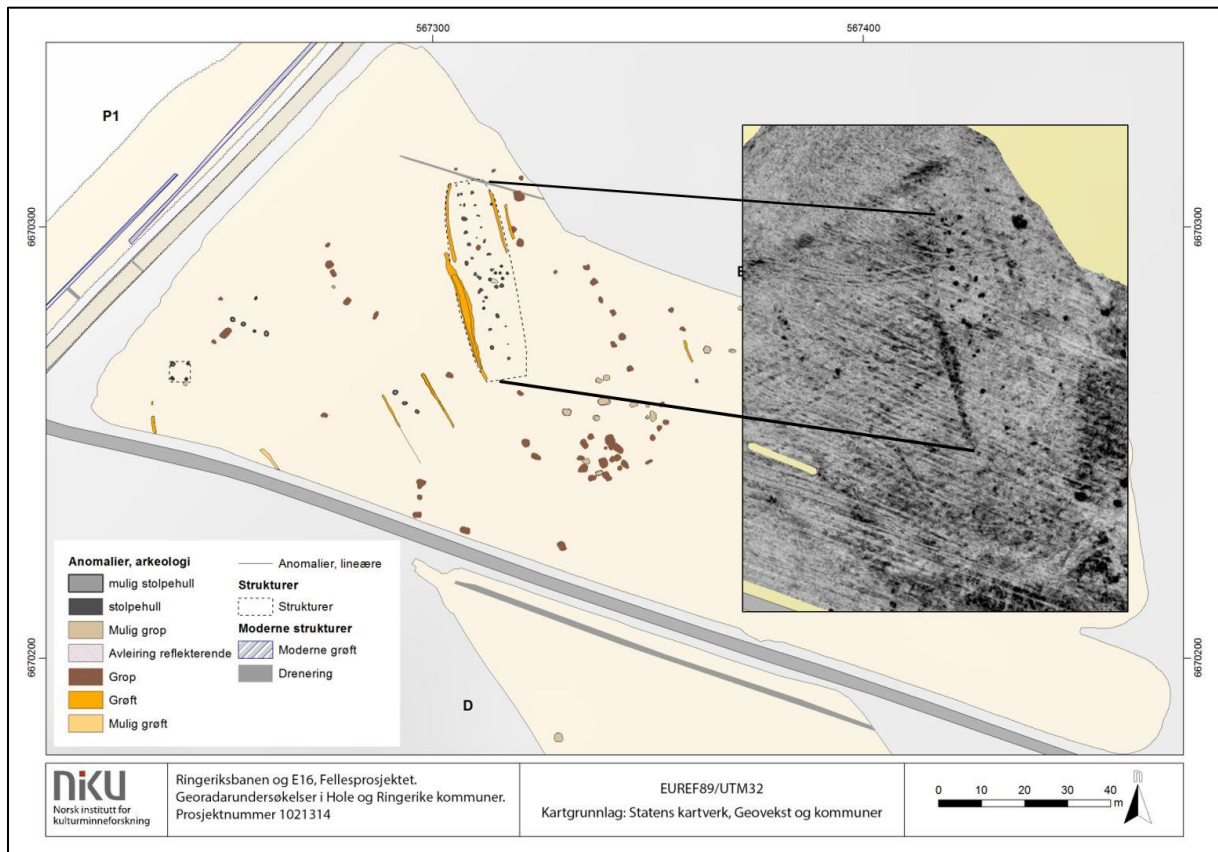 567300
567400
P1
6670300
6670300
E
6670200
6670200
D
Anomalier, arkeologi
mulig stolpehull
stolpehull
Mulig grop
Avleiring reflekterende
Grop
Grøft
Mulig grøft
Anomalier, lineære
Strukturer
Strukturer
Moderne strukturer
Moderne grøft
Drenering
NIKU
Norsk institutt for
kulturminneforskning
Ringeriksbanen og E16, Fellesprosjektet.
Georadarundersøkelser i Hole og Ringerike kommuner.
Prosjektnummer 1021314
EUREF89/UTM32
Kartgrunnlag: Statens kartverk, Geovekst og kommuner
0 10 20 30 40
m
n